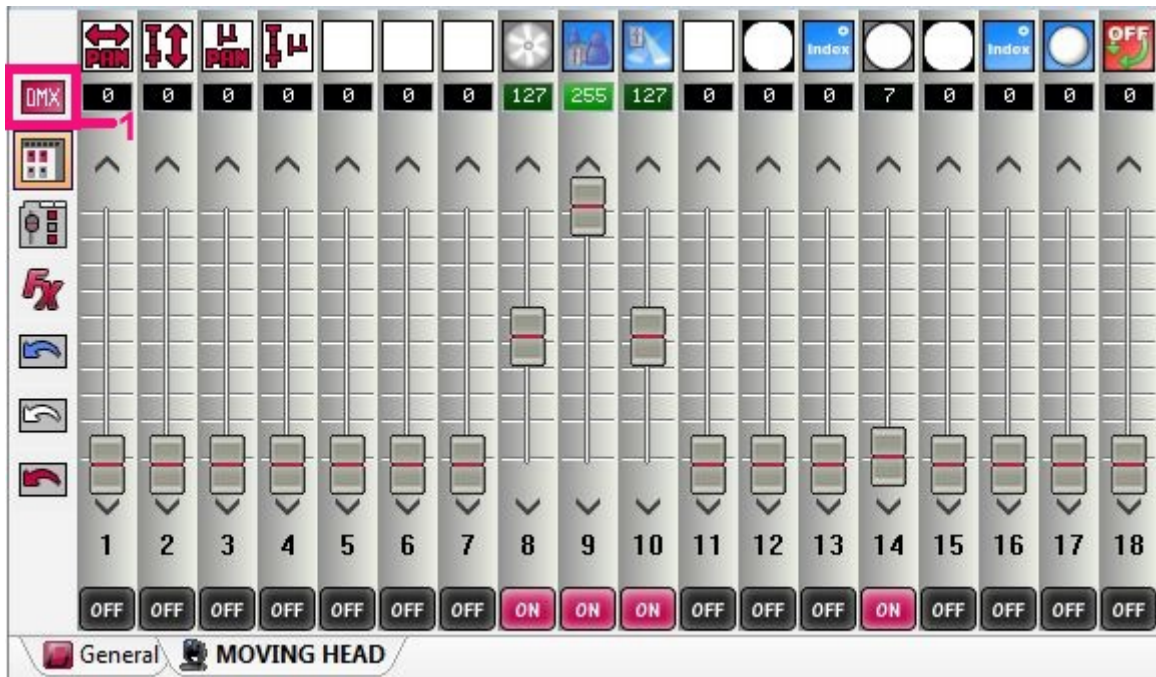 PAN µ PAN µ Index Index OFF
DMX 0 0 0 0 0 0 0 127 255 127 0 0 0 7 0 0 0 0
1
FX
1 2 3 4 5 6 7 8 9 10 11 12 13 14 15 16 17 18
OFF OFF OFF OFF OFF OFF OFF ON ON ON OFF OFF OFF ON OFF OFF OFF OFF
General MOVING HEAD